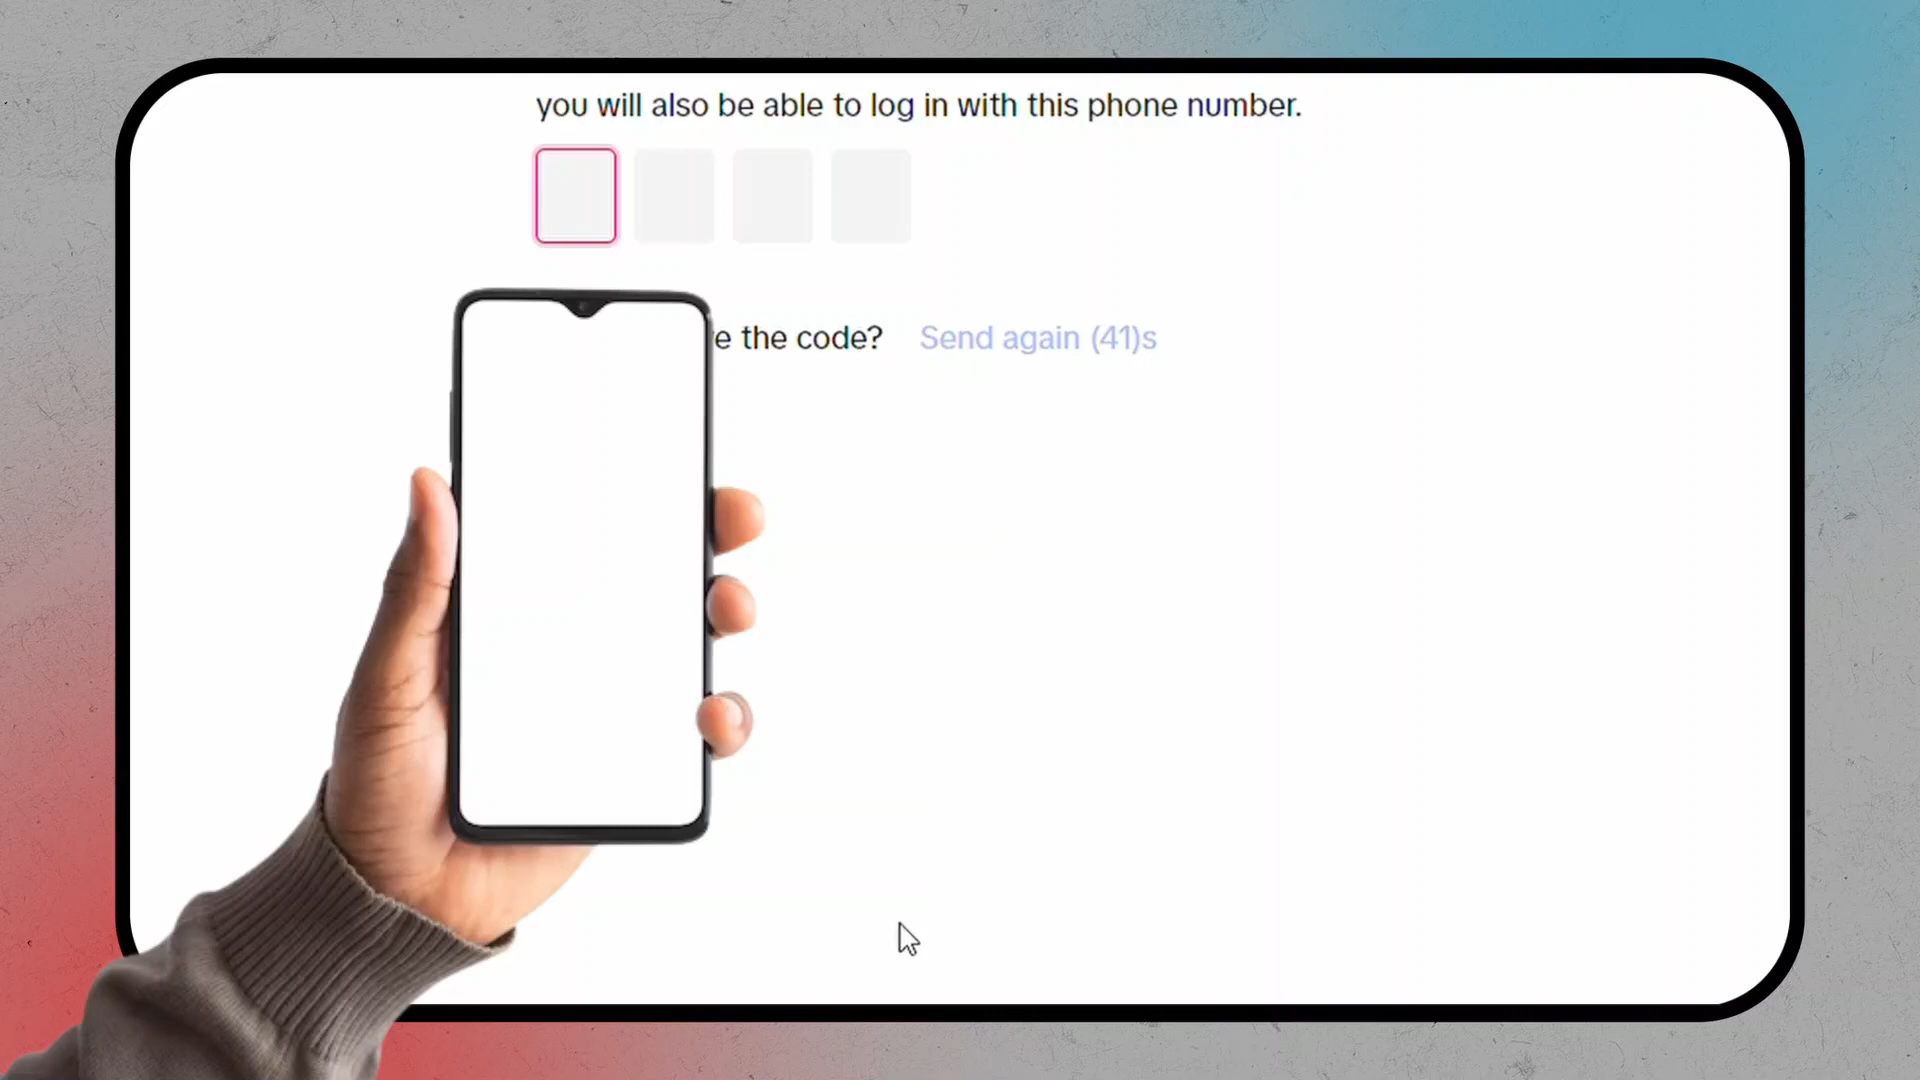 you will also be able to log in with this phone number.
e the code? Send again (41)s